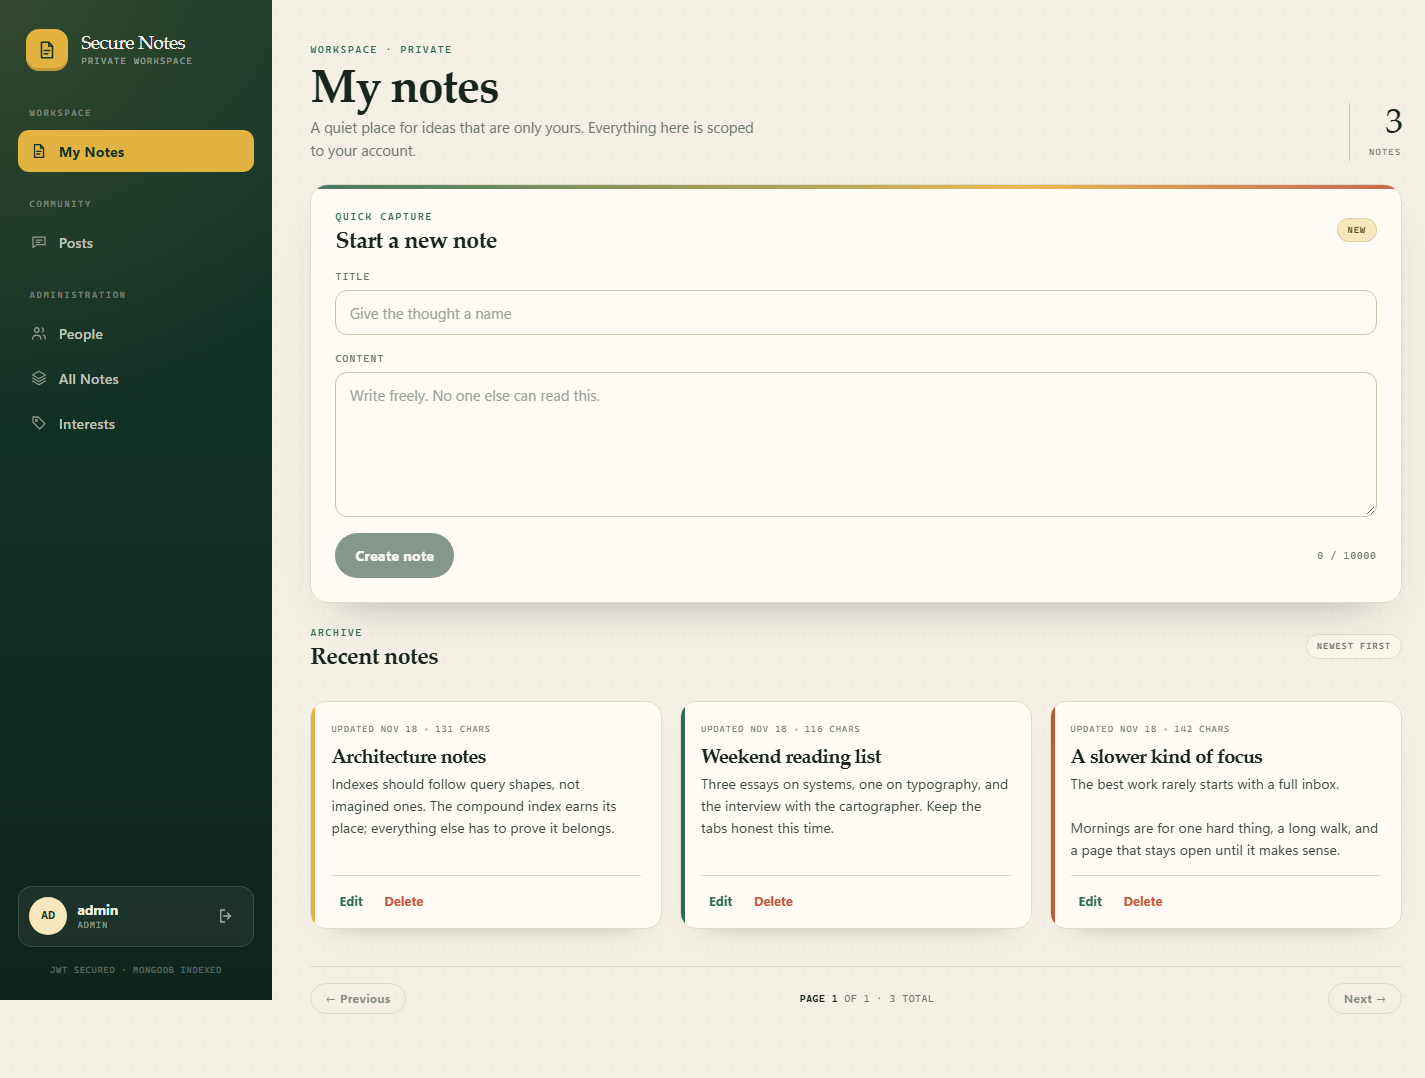 Secure Notes
PRIVATE WORKSPACE
WORKSPACE
My Notes
COMMUNITY
Posts
ADMINISTRATION
People
All Notes
Interests
AD
admin
ADMIN
JWT SECURED · MONGODB INDEXED
WORKSPACE · PRIVATE
My notes
A quiet place for ideas that are only yours. Everything here is scoped
to your account.
3
NOTES
QUICK CAPTURE
Start a new note
NEW
TITLE
Give the thought a name
CONTENT
Write freely. No one else can read this.
Create note
0 / 10000
ARCHIVE
Recent notes
NEWEST FIRST
UPDATED NOV 18 • 131 CHARS
Architecture notes
Indexes should follow query shapes, not
imagined ones. The compound index earns its
place; everything else has to prove it belongs.
Edit Delete
UPDATED NOV 18 • 116 CHARS
Weekend reading list
Three essays on systems, one on typography, and
the interview with the cartographer. Keep the
tabs honest this time.
Edit Delete
UPDATED NOV 18 • 142 CHARS
A slower kind of focus
The best work rarely starts with a full inbox.
Mornings are for one hard thing, a long walk, and
a page that stays open until it makes sense.
Edit Delete
← Previous
PAGE 1 OF 1 · 3 TOTAL
Next →